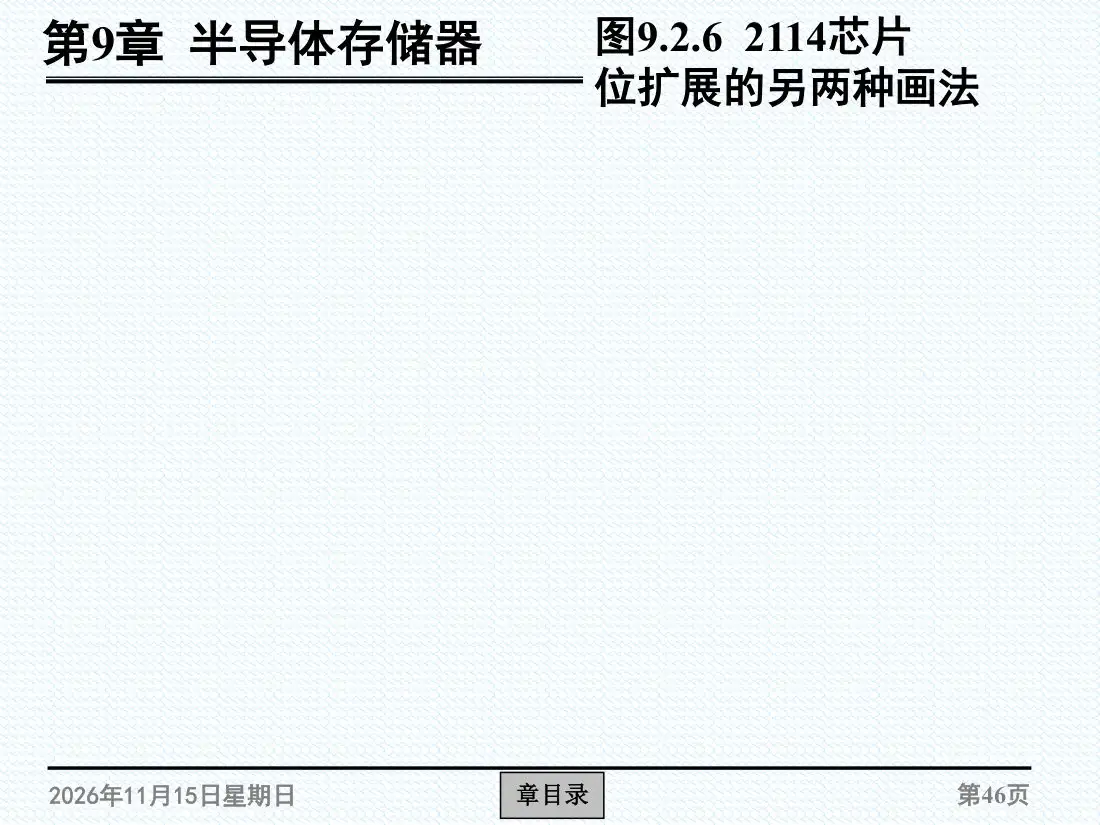 第9章 半导体存储器
图9.2.6 2114芯片
位扩展的另两种画法
2026年11月15日星期日
章目录
第46页